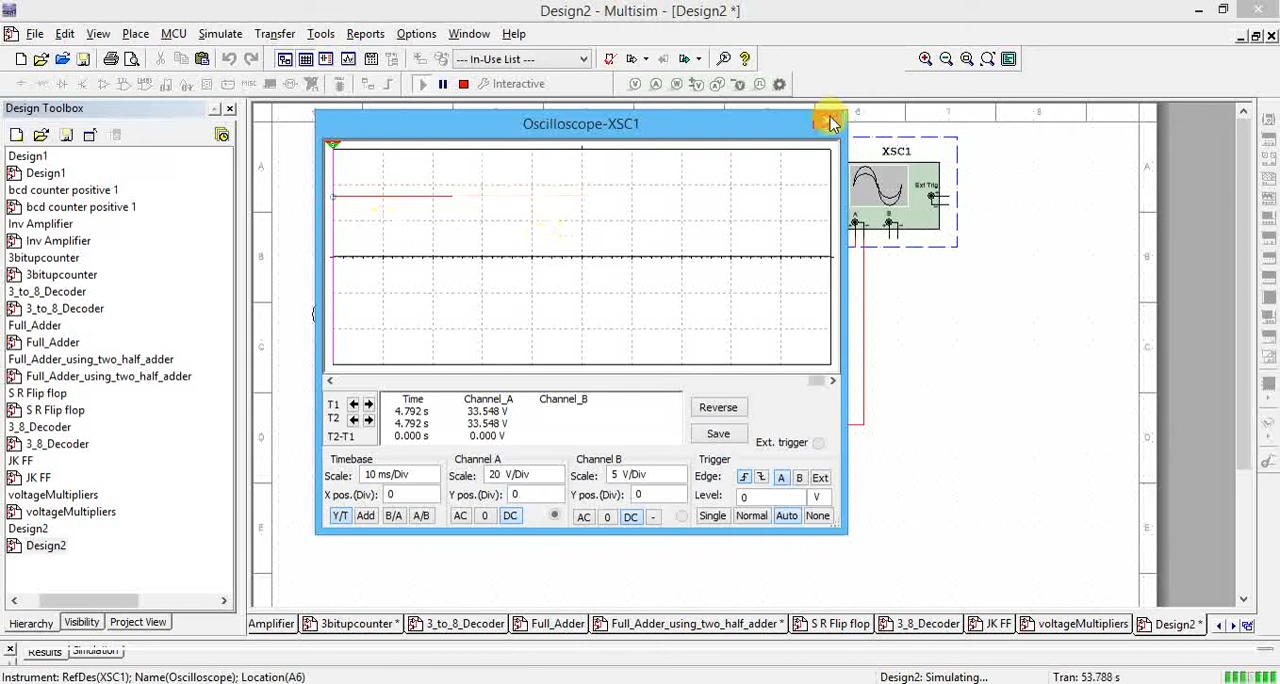 Design2 - Multisim - [Design2 *]
File Edit View Place MCU Simulate Transfer Tools Reports Options Window Help
--- In-Use List ---
Interactive
Design Toolbox
Design1
Design1
bcd counter positive 1
bcd counter positive 1
Inv Amplifier
Inv Amplifier
3bitupcounter
3bitupcounter
3_to_8_Decoder
3_to_8_Decoder
Full_Adder
Full_Adder
Full_Adder_using_two_half_adder
Full_Adder_using_two_half_adder
S R Flip flop
S R Flip flop
3_8_Decoder
3_8_Decoder
JK FF
JK FF
voltageMultipliers
voltageMultipliers
Design2
Design2
Hierarchy Visibility Project View
6 7 8
A
B
C
D
E
A
B
C
D
E
XSC1
Ext Trig
A B
Oscilloscope-XSC1
Time Channel_A Channel_B
T1 4.792 s 33.548 V
T2 4.792 s 33.548 V
T2-T1 0.000 s 0.000 V
Reverse
Save
Ext. trigger
Timebase
Scale: 10 ms/Div
X pos.(Div): 0
Y/T Add B/A A/B
Channel A
Scale: 20 V/Div
Y pos.(Div): 0
AC 0 DC
Channel B
Scale: 5 V/Div
Y pos.(Div): 0
AC 0 DC -
Trigger
Edge: A B Ext
Level: 0 V
Single Normal Auto None
Amplifier 3bitupcounter * 3_to_8_Decoder Full_Adder Full_Adder_using_two_half_adder * S R Flip flop 3_8_Decoder JK FF voltageMultipliers Design2 *
Results Simulation
Instrument: RefDes(XSC1); Name(Oscilloscope); Location(A6)
Design2: Simulating...
Tran: 53.788 s